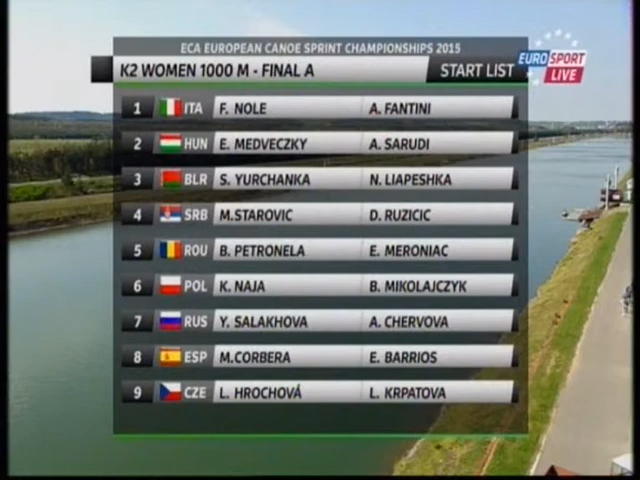 ECA EUROPEAN CANOE SPRINT CHAMPIONSHIPS 2015
K2 WOMEN 1000 M - FINAL A START LIST
EUROSPORT
LIVE
1 ITA F. NOLE A. FANTINI
2 HUN E. MEDVECZKY A. SARUDI
3 BLR S. YURCHANKA N. LIAPESHKA
4 SRB M.STAROVIC D. RUZICIC
5 ROU B. PETRONELA E. MERONIAC
6 POL K. NAJA B. MIKOLAJCZYK
7 RUS Y. SALAKHOVA A. CHERVOVA
8 ESP M.CORBERA E. BARRIOS
9 CZE L. HROCHOVÁ L. KRPATOVA